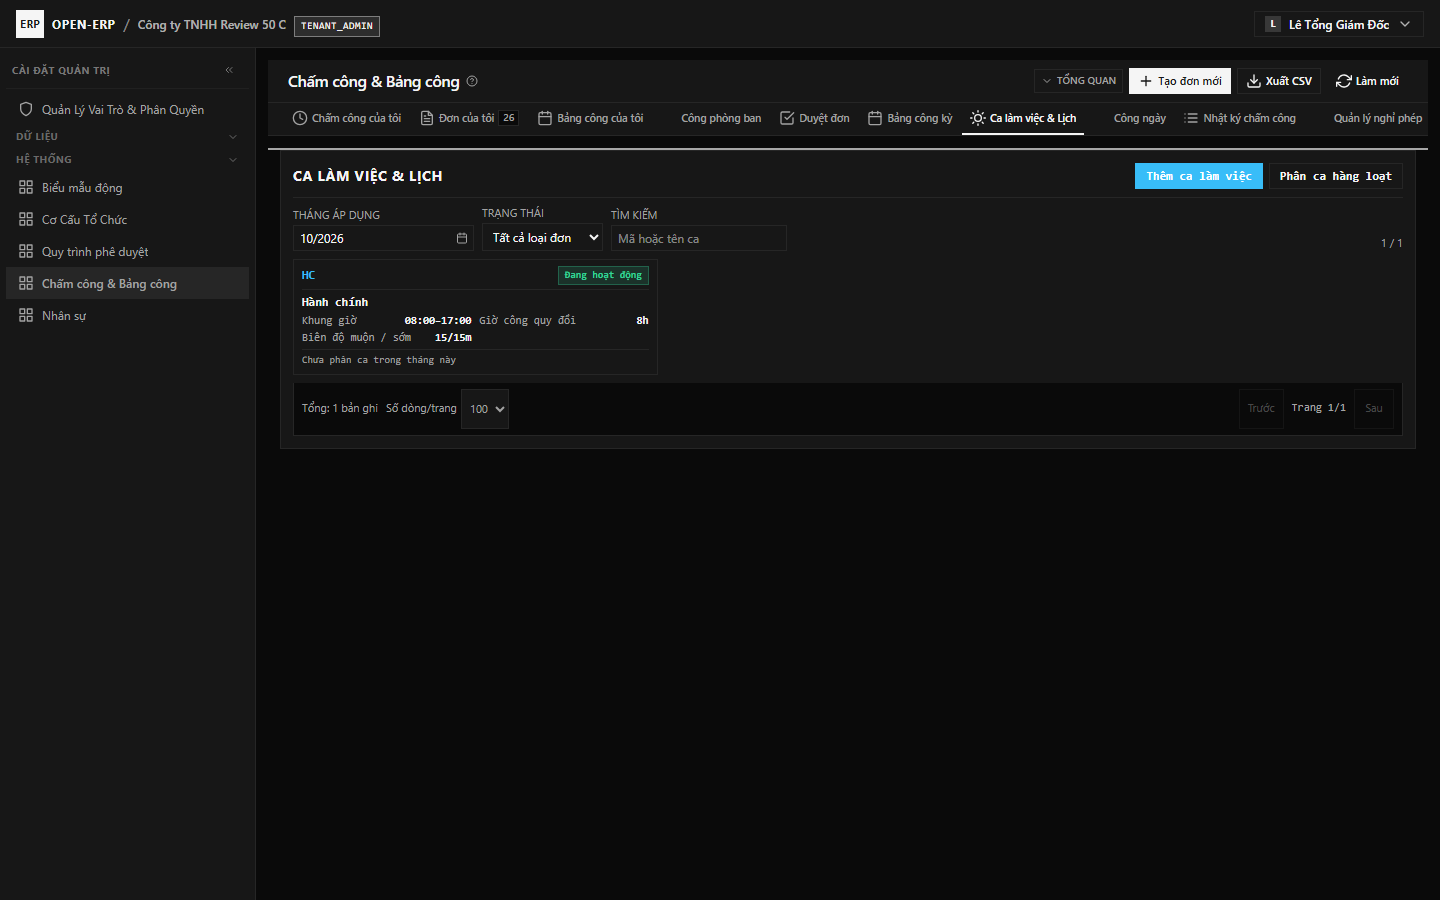 ERP OPEN-ERP / Công ty TNHH Review 50 C TENANT_ADMIN L Lê Tổng Giám Đốc
CÀI ĐẶT QUẢN TRỊ «
Quản Lý Vai Trò & Phân Quyền
DỮ LIỆU
HỆ THỐNG
Biểu mẫu động
Cơ Cấu Tổ Chức
Quy trình phê duyệt
Chấm công & Bảng công
Nhân sự
Chấm công & Bảng công TỔNG QUAN Tạo đơn mới Xuất CSV Làm mới
Chấm công của tôi Đơn của tôi 26 Bảng công của tôi Công phòng ban Duyệt đơn Bảng công kỳ Ca làm việc & Lịch Công ngày Nhật ký chấm công Quản lý nghỉ phép
CA LÀM VIỆC & LỊCH Thêm ca làm việc Phân ca hàng loạt
THÁNG ÁP DỤNG TRẠNG THÁI TÌM KIẾM
10/2026 Tất cả loại đơn Mã hoặc tên ca 1 / 1
HC Đang hoạt động
Hành chính
Khung giờ 08:00–17:00 Giờ công quy đổi 8h
Biên độ muộn / sớm 15/15m
Chưa phân ca trong tháng này
Tổng: 1 bản ghi Số dòng/trang 100 Trước Trang 1/1 Sau